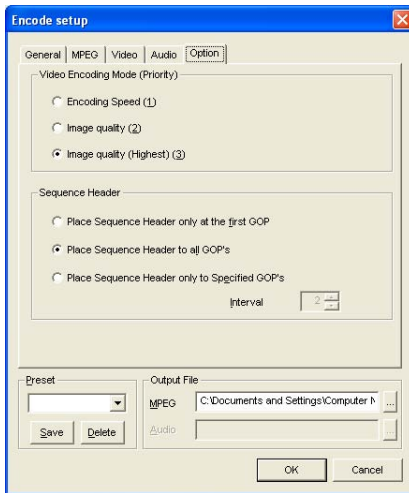 Encode setup
General MPEG Video Audio Option
Video Encoding Mode (Priority)
Encoding Speed (1)
Image quality (2)
Image quality (Highest) (3)
Sequence Header
Place Sequence Header only at the first GOP
Place Sequence Header to all GOP's
Place Sequence Header only to Specified GOP's
Interval 2
Preset
Save Delete
Output File
MPEG C:\Documents and Settings\Computer N ...
Audio ...
OK Cancel